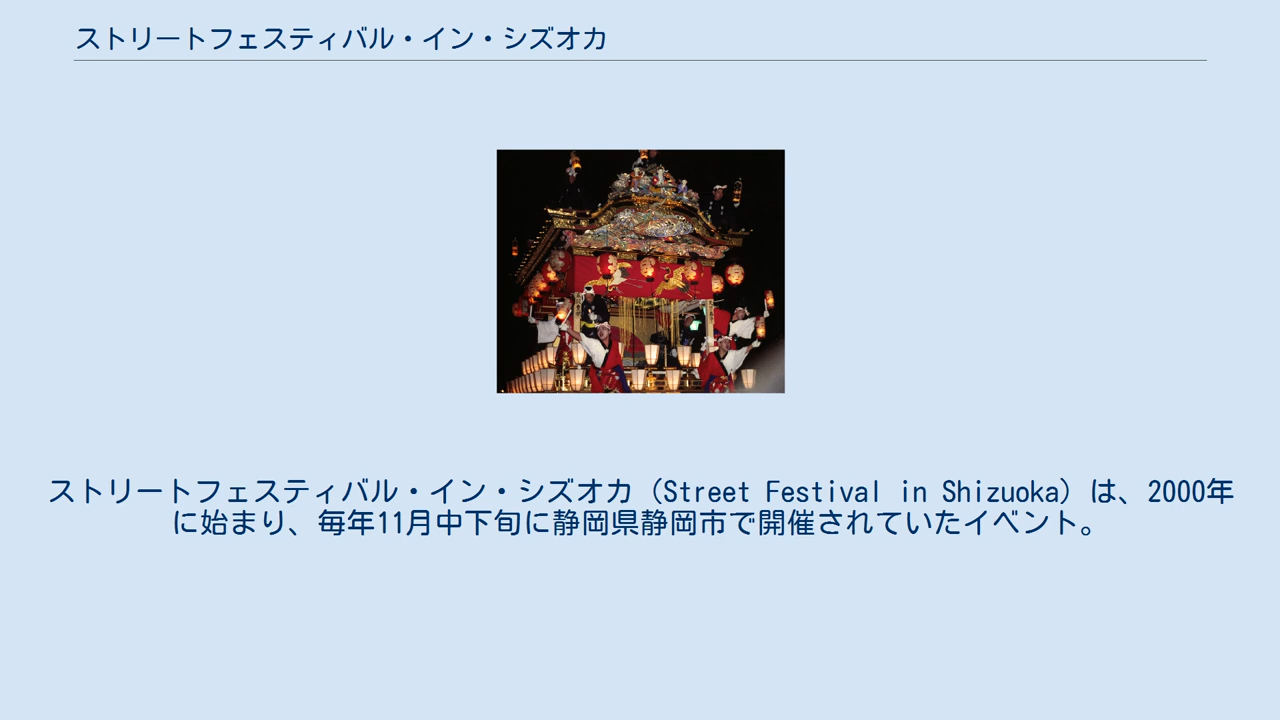 ストリートフェスティバル・イン・シズオカ
ストリートフェスティバル・イン・シズオカ（Street Festival in Shizuoka）は、2000年
に始まり、毎年11月中下旬に静岡県静岡市で開催されていたイベント。